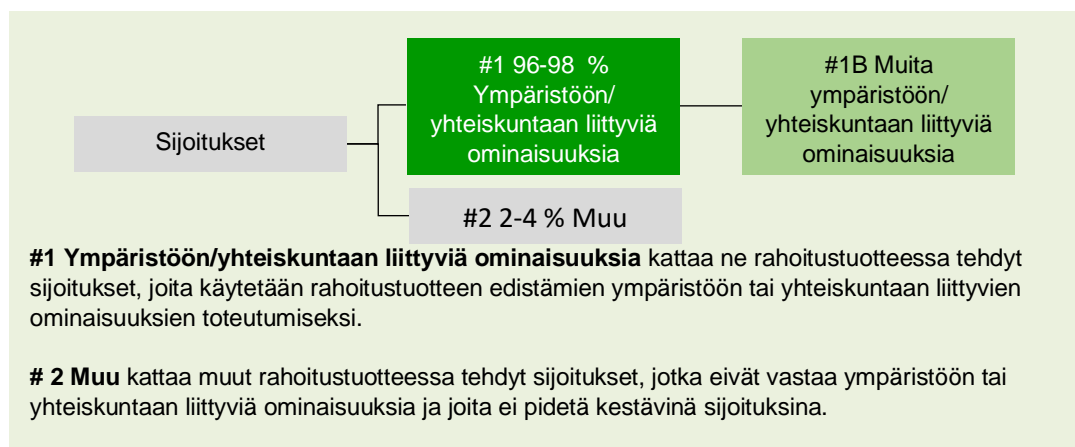 #1 96-98 %
Ympäristöön/
yhteiskuntaan liittyviä
ominaisuuksia
#1B Muita
ympäristöön/
yhteiskuntaan liittyviä
ominaisuuksia
Sijoitukset
#2 2-4 % Muu
#1 Ympäristöön/yhteiskuntaan liittyviä ominaisuuksia kattaa ne rahoitustuotteessa tehdyt
sijoitukset, joita käytetään rahoitustuotteen edistämien ympäristöön tai yhteiskuntaan liittyvien
ominaisuuksien toteutumiseksi.
# 2 Muu kattaa muut rahoitustuotteessa tehdyt sijoitukset, jotka eivät vastaa ympäristöön tai
yhteiskuntaan liittyviä ominaisuuksia ja joita ei pidetä kestävinä sijoituksina.